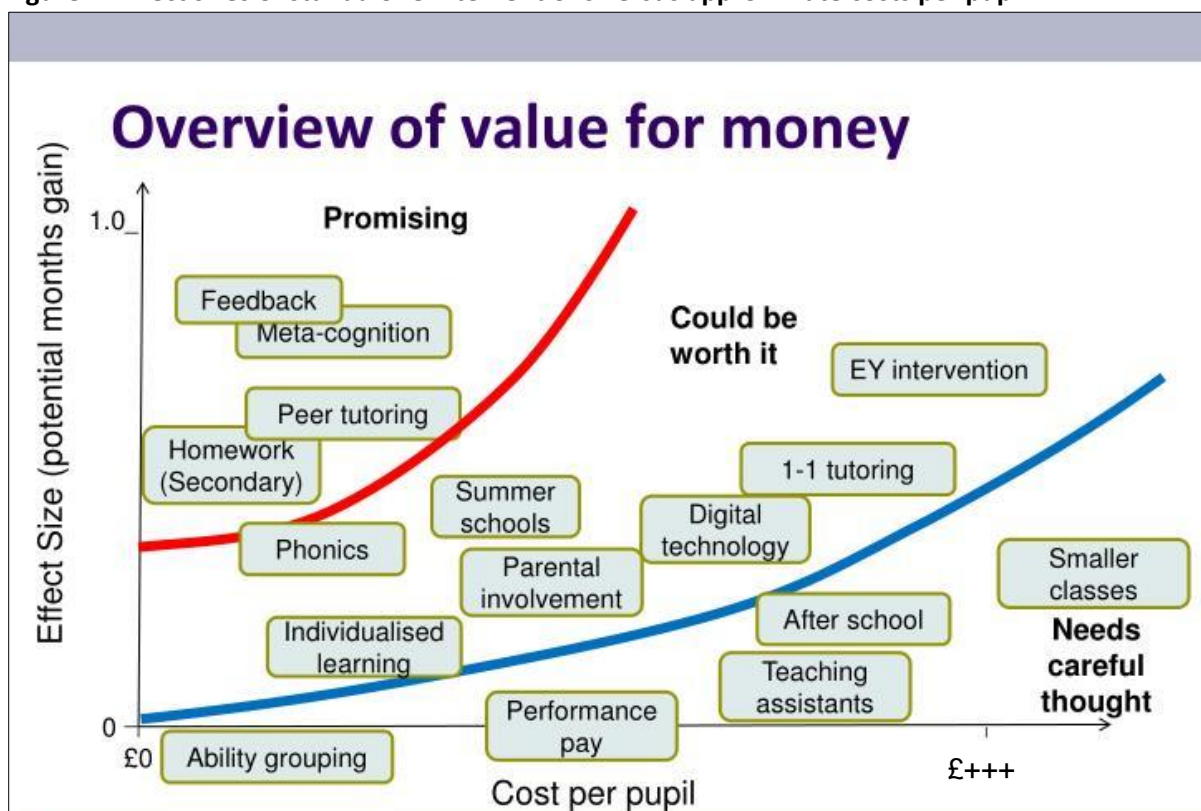 Overview of value for money
Effect Size (potential months gain)
1.0_
Promising
Feedback
Meta-cognition
Could be
worth it
EY intervention
Peer tutoring
Homework
(Secondary)
1-1 tutoring
Summer
schools
Digital
technology
Phonics
Parental
involvement
Smaller
classes
After school
Individualised
learning
Needs
careful
thought
Teaching
assistants
Performance
pay
0
£0
Ability grouping
£+++
Cost per pupil